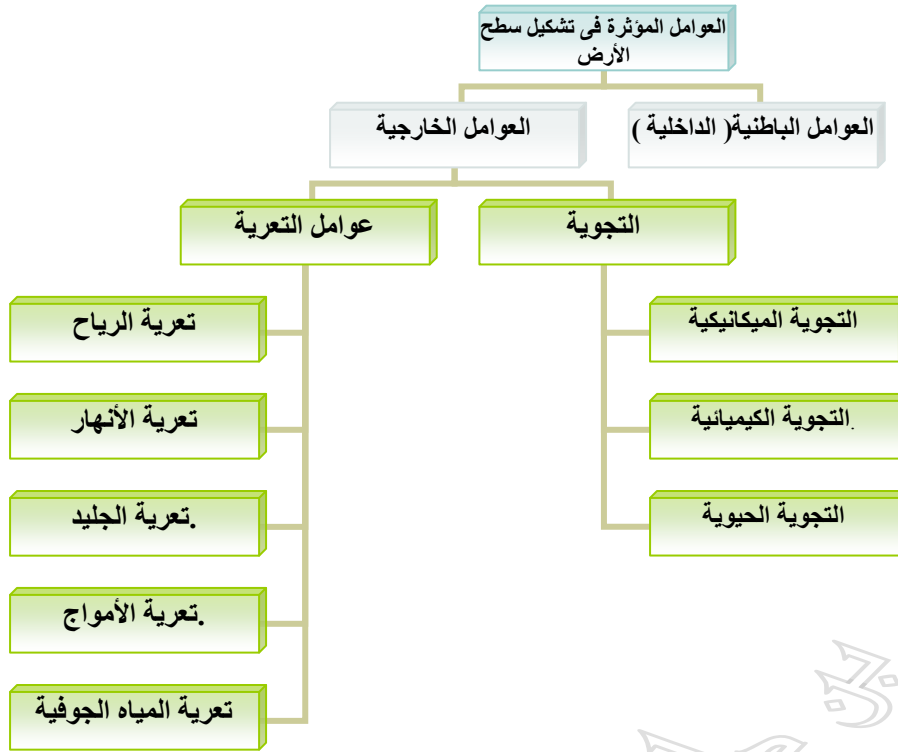 العوامل المؤثرة فى تشكيل سطح
الأرض
العوامل الباطنية( الداخلية )
العوامل الخارجية
التجوية
عوامل التعرية
التجوية الميكانيكية
.التجوية الكيميائية
التجوية الحيوية
تعرية الرياح
تعرية الأنهار
.تعرية الجليد
.تعرية الأمواج
تعرية المياه الجوفية